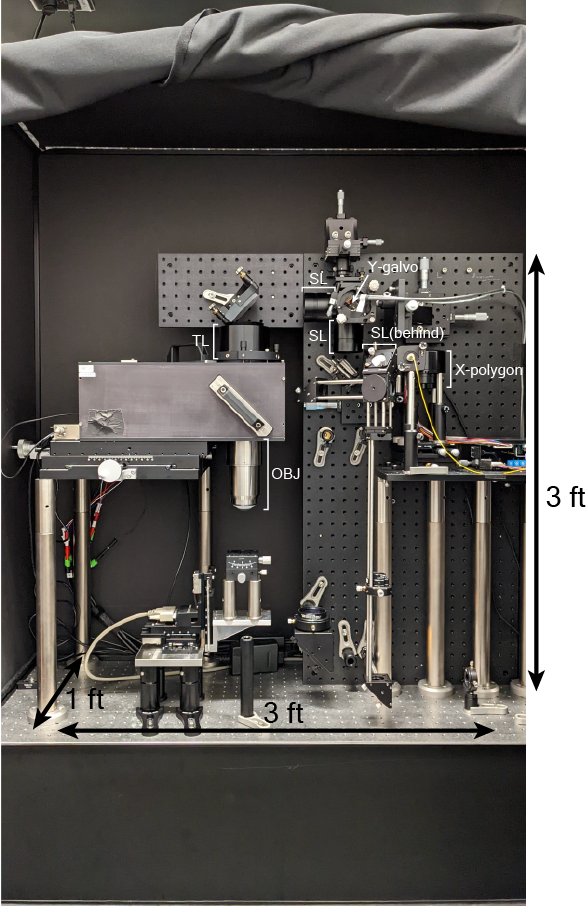 Y-galvo
SL
SL
SL(behind)
TL
X-polygon
OBJ
3 ft
1 ft
3 ft